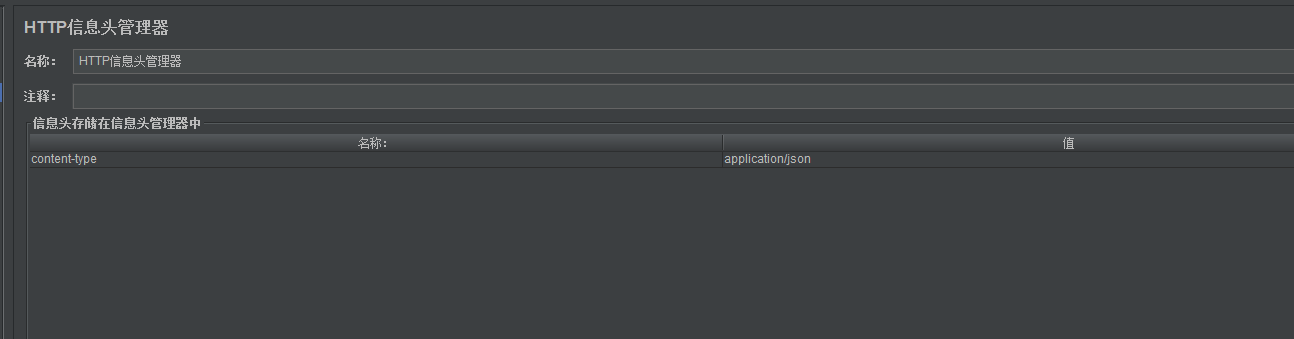 HTTP信息头管理器
名称： HTTP信息头管理器
注释：
信息头存储在信息头管理器中
名称： 值
content-type application/json